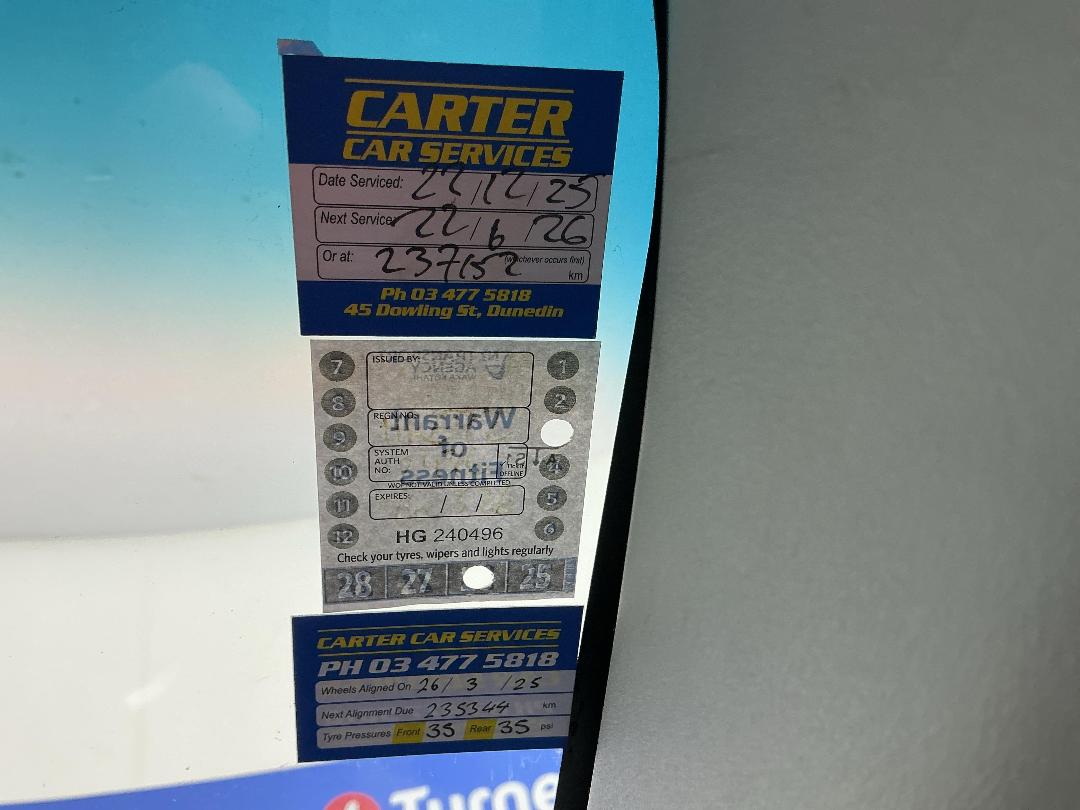 CARTER
CAR SERVICES
Date Serviced: 22/12/25
Next Service 22/6/26
Or at: 237152 (whichever occurs first) km
Ph 03 477 5818
45 Dowling St, Dunedin
7 ISSUED BY: 1
AGENCY
8 2
REGN NO:
Warrant
9
of
10 SYSTEM AUTH NO: 4
Fitness
OFFLINE
WOF NOT VALID UNLESS COMPLETED
11 EXPIRES: / / 5
12 HG 240496 6
Check your tyres, wipers and lights regularly
28 27 25
CARTER CAR SERVICES
PH 03 477 5818
Wheels Aligned On 26/3/25
Next Alignment Due 235344 km
Tyre Pressures Front 35 Rear 35 psi
Turne